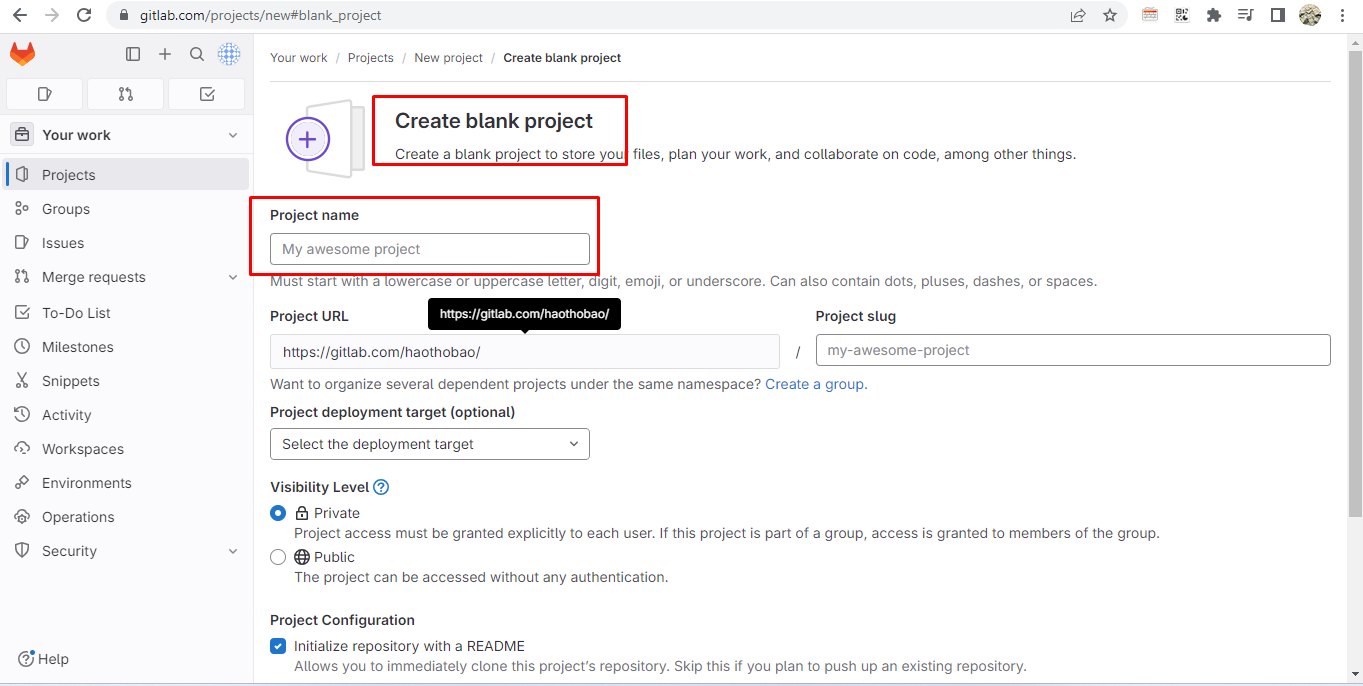 gitlab.com/projects/new#blank_project
Your work / Projects / New project / Create blank project
Your work
Projects
Groups
Issues
Merge requests
To-Do List
Milestones
Snippets
Activity
Workspaces
Environments
Operations
Security
Help
Create blank project
Create a blank project to store your files, plan your work, and collaborate on code, among other things.
Project name
My awesome project
Must start with a lowercase or uppercase letter, digit, emoji, or underscore. Can also contain dots, pluses, dashes, or spaces.
https://gitlab.com/haothobao/
Project URL
Project slug
https://gitlab.com/haothobao/ / my-awesome-project
Want to organize several dependent projects under the same namespace? Create a group.
Project deployment target (optional)
Select the deployment target
Visibility Level ?
Private
Project access must be granted explicitly to each user. If this project is part of a group, access is granted to members of the group.
Public
The project can be accessed without any authentication.
Project Configuration
Initialize repository with a README
Allows you to immediately clone this project's repository. Skip this if you plan to push up an existing repository.